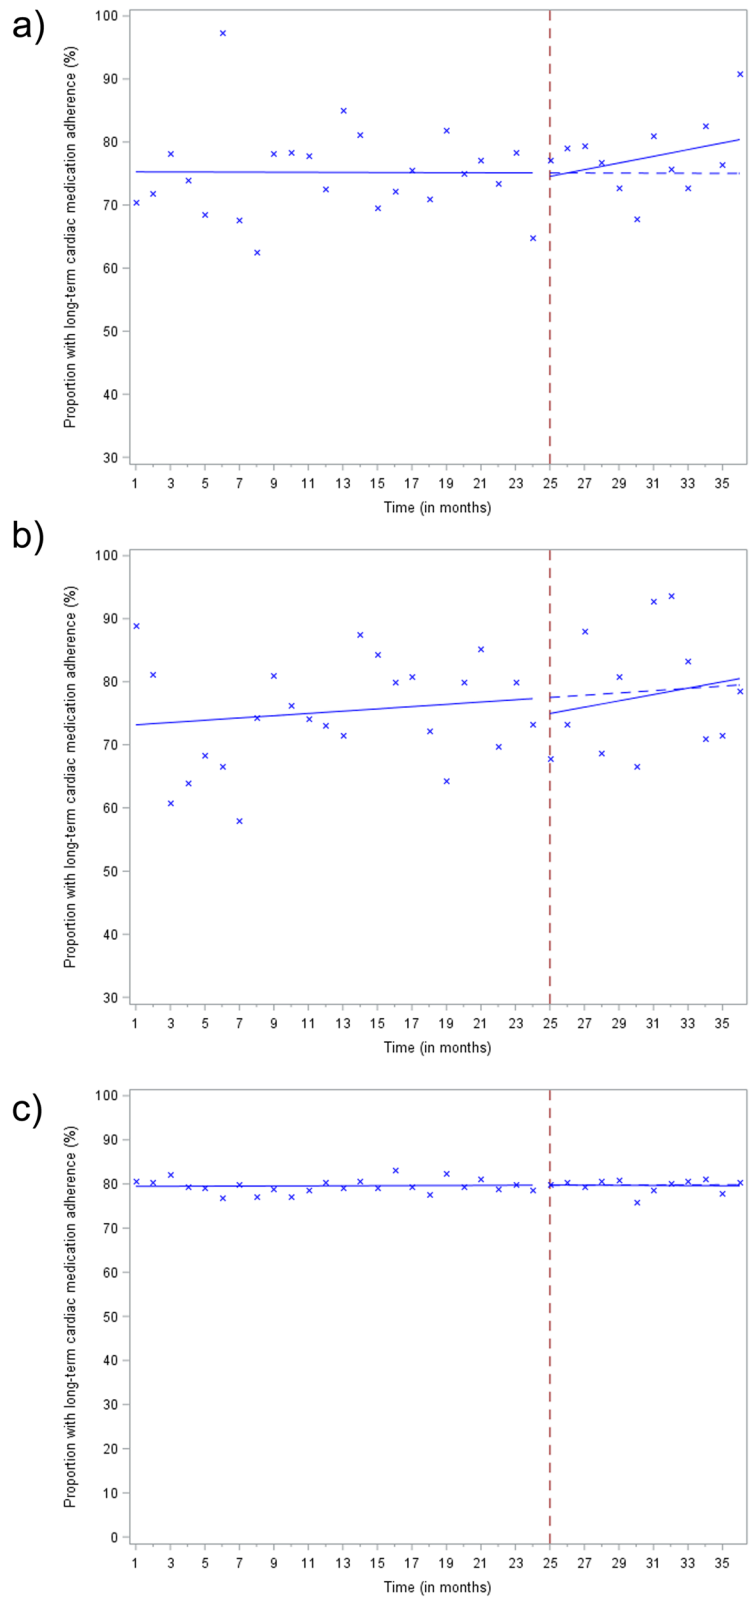 a)
Proportion with long-term cardiac medication adherence (%)
100
90
80
70
60
50
40
30
1 3 5 7 9 11 13 15 17 19 21 23 25 27 29 31 33 35
Time (in months)
b)
Proportion with long-term cardiac medication adherence (%)
100
90
80
70
60
50
40
30
1 3 5 7 9 11 13 15 17 19 21 23 25 27 29 31 33 35
Time (in months)
c)
Proportion with long-term cardiac medication adherence (%)
100
90
80
70
60
50
40
30
20
10
0
1 3 5 7 9 11 13 15 17 19 21 23 25 27 29 31 33 35
Time (in months)